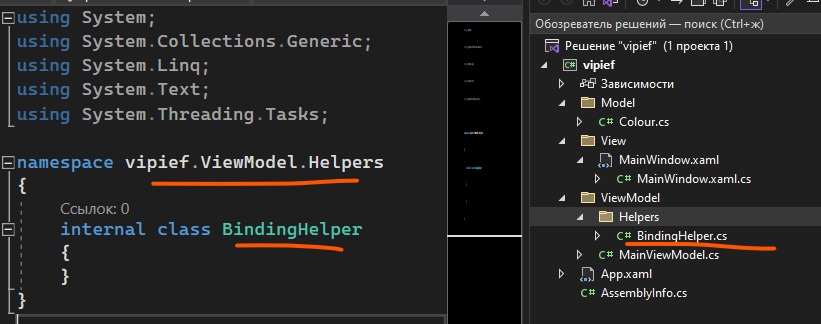 using System;
using System.Collections.Generic;
using System.Linq;
using System.Text;
using System.Threading.Tasks;
namespace vipief.ViewModel.Helpers
{
Ссылок: 0
internal class BindingHelper
{
}
}
Обозреватель решений — поиск (Ctrl+ж)
Решение "vipief" (1 проекта 1)
vipief
Зависимости
Model
C# Colour.cs
View
MainWindow.xaml
C# MainWindow.xaml.cs
ViewModel
Helpers
C# BindingHelper.cs
C# MainViewModel.cs
App.xaml
C# AssemblyInfo.cs